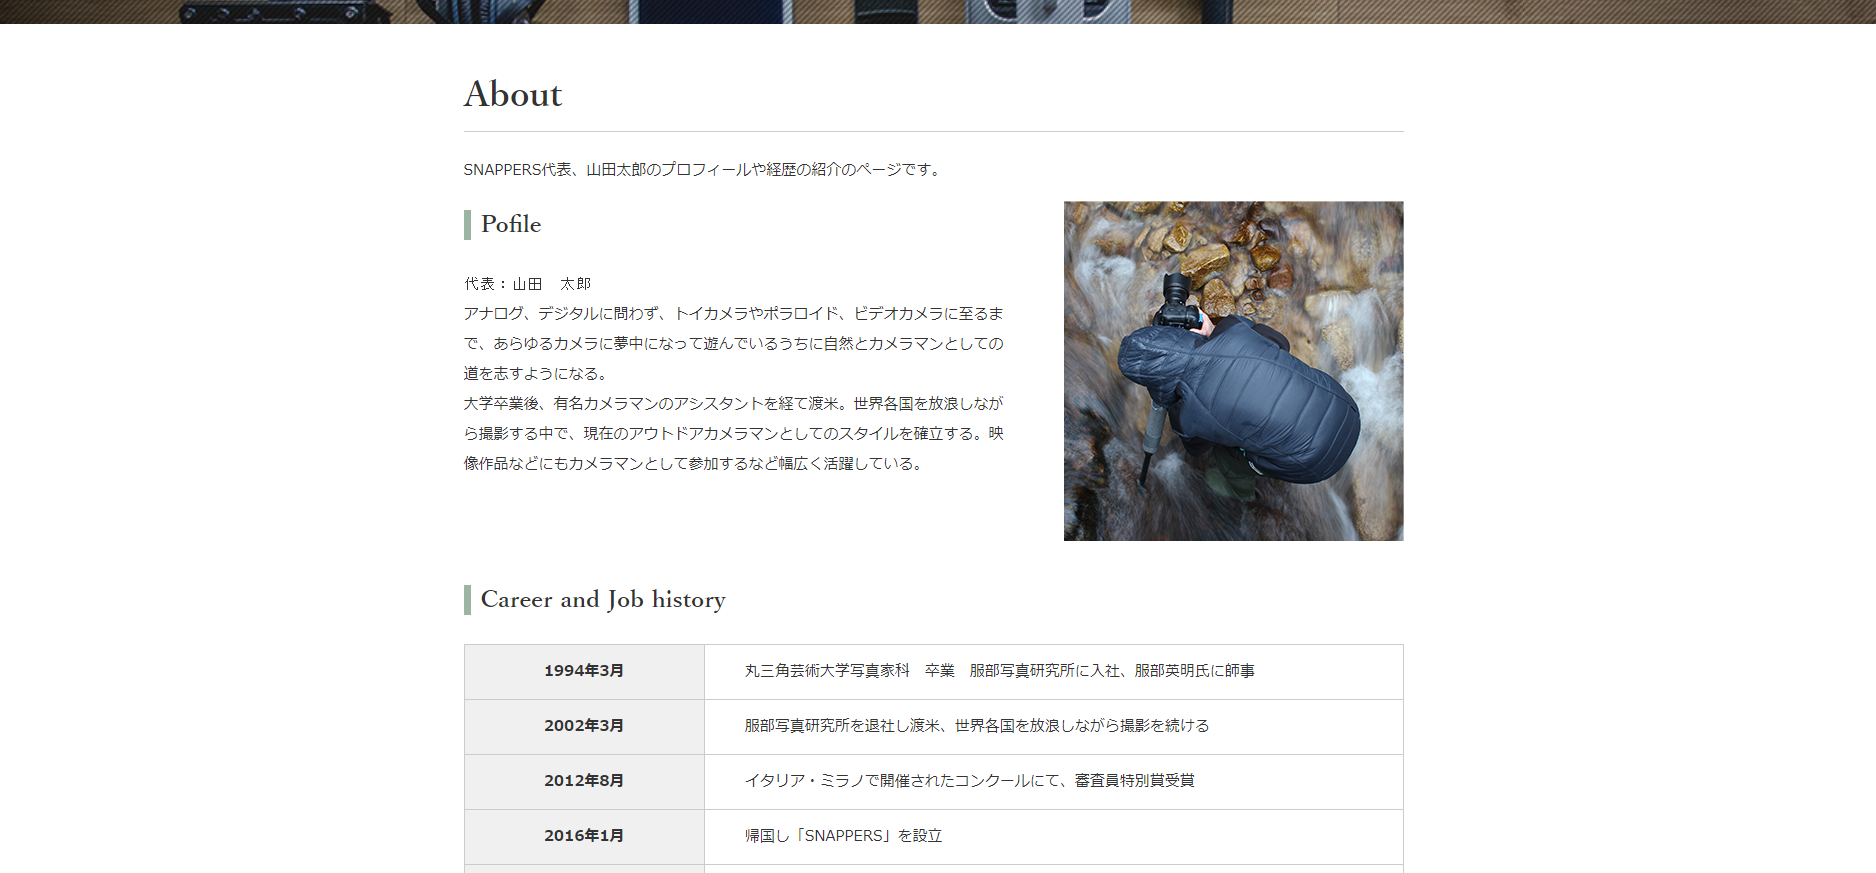 About
SNAPPERS代表、山田太郎のプロフィールや経歴の紹介のページです。
Pofile
代表：山田　太郎
アナログ、デジタルに問わず、トイカメラやポラロイド、ビデオカメラに至るま
で、あらゆるカメラに夢中になって遊んでいるうちに自然とカメラマンとしての
道を志すようになる。
大学卒業後、有名カメラマンのアシスタントを経て渡米。世界各国を放浪しなが
ら撮影する中で、現在のアウトドアカメラマンとしてのスタイルを確立する。映
像作品などにもカメラマンとして参加するなど幅広く活躍している。
Career and Job history
1994年3月　丸三角芸術大学写真家科　卒業　服部写真研究所に入社、服部英明氏に師事
2002年3月　服部写真研究所を退社し渡米、世界各国を放浪しながら撮影を続ける
2012年8月　イタリア・ミラノで開催されたコンクールにて、審査員特別賞受賞
2016年1月　帰国し「SNAPPERS」を設立